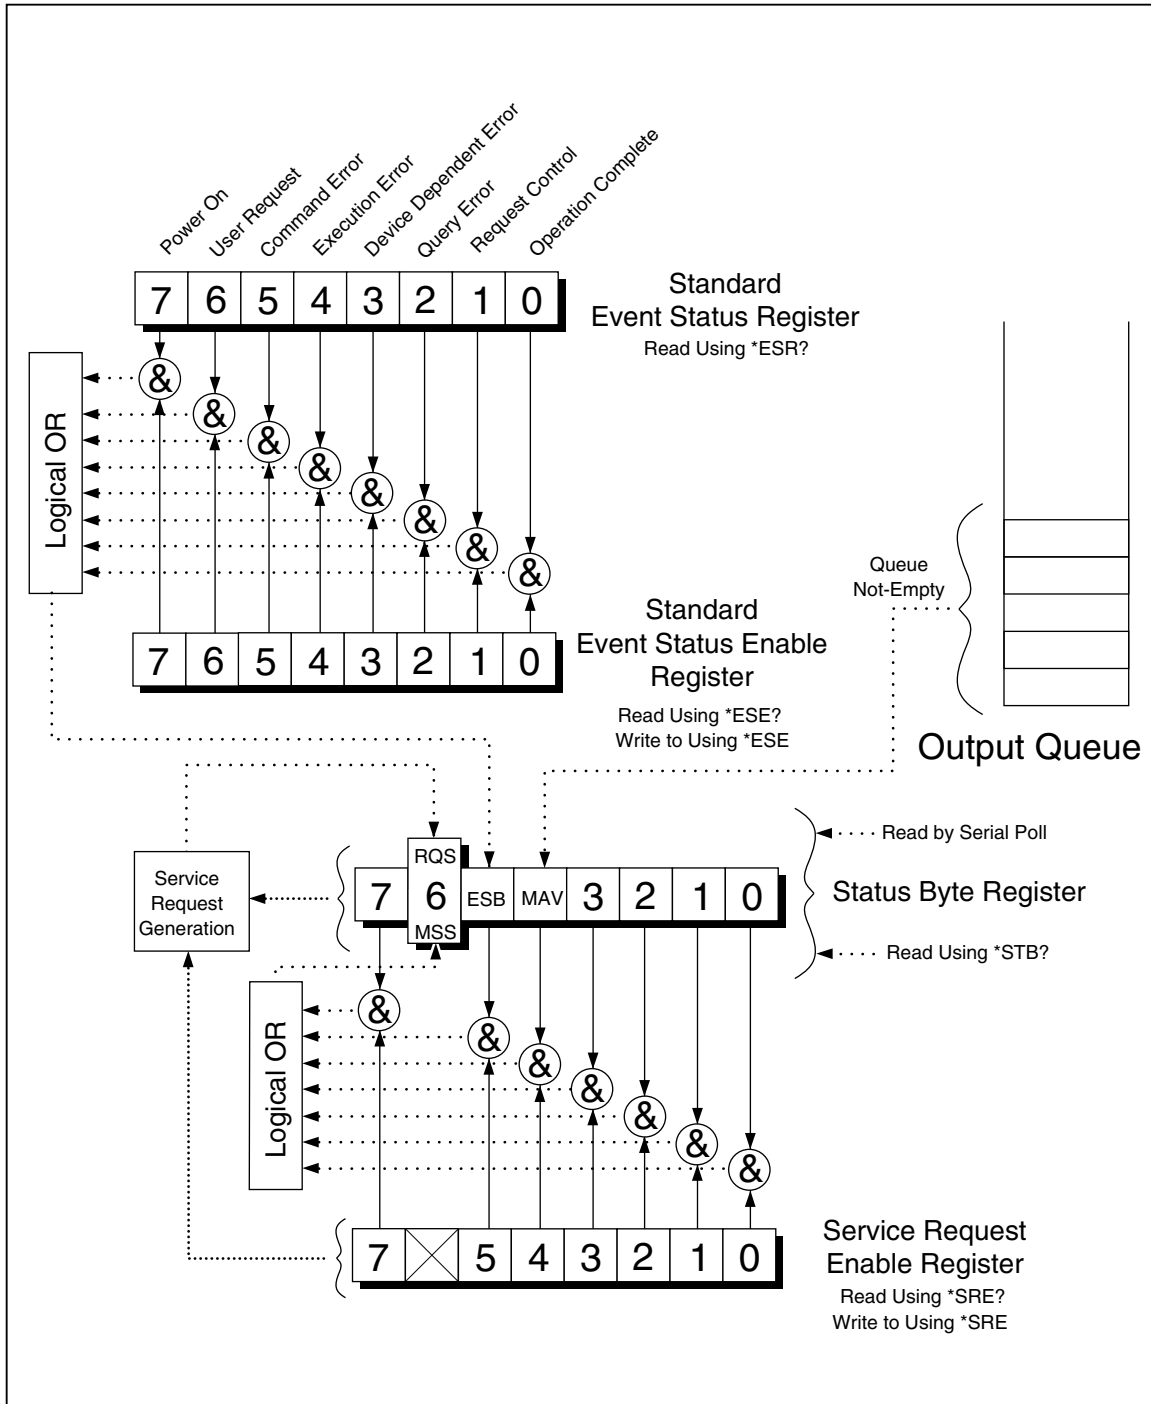 Power On
User Request
Command Error
Execution Error
Device Dependent Error
Query Error
Request Control
Operation Complete
7 6 5 4 3 2 1 0
Standard
Event Status Register
Read Using *ESR?
& & & & & & & &
Logical OR
7 6 5 4 3 2 1 0
Standard
Event Status Enable
Register
Read Using *ESE?
Write to Using *ESE
Queue
Not-Empty
Output Queue
Service
Request
Generation
RQS
7 6 ESB MAV 3 2 1 0
MSS
Read by Serial Poll
Status Byte Register
Read Using *STB?
& & & & & & &
Logical OR
7 5 4 3 2 1 0
Service Request
Enable Register
Read Using *SRE?
Write to Using *SRE